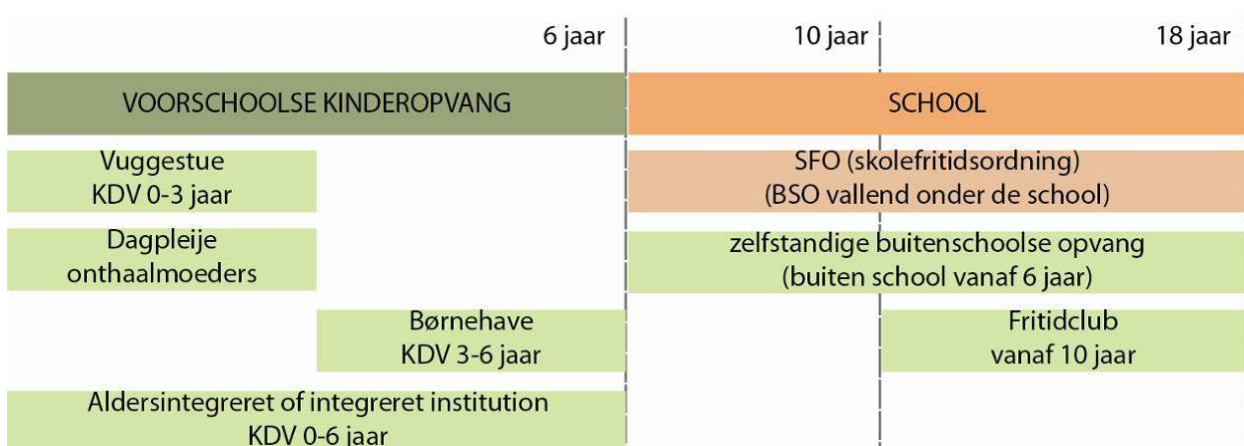 6 jaar
10 jaar
18 jaar
VOORSCHOOLSE KINDEROPVANG
SCHOOL
Vuggestue
KDV 0-3 jaar
SFO (skolefritidsordning)
(BSO vallend onder de school)
Dagpleije
onthaalmoeders
zelfstandige buitenschoolse opvang
(buiten school vanaf 6 jaar)
Børnehave
KDV 3-6 jaar
Fritidclub
vanaf 10 jaar
Aldersintegreret of integreret institution
KDV 0-6 jaar